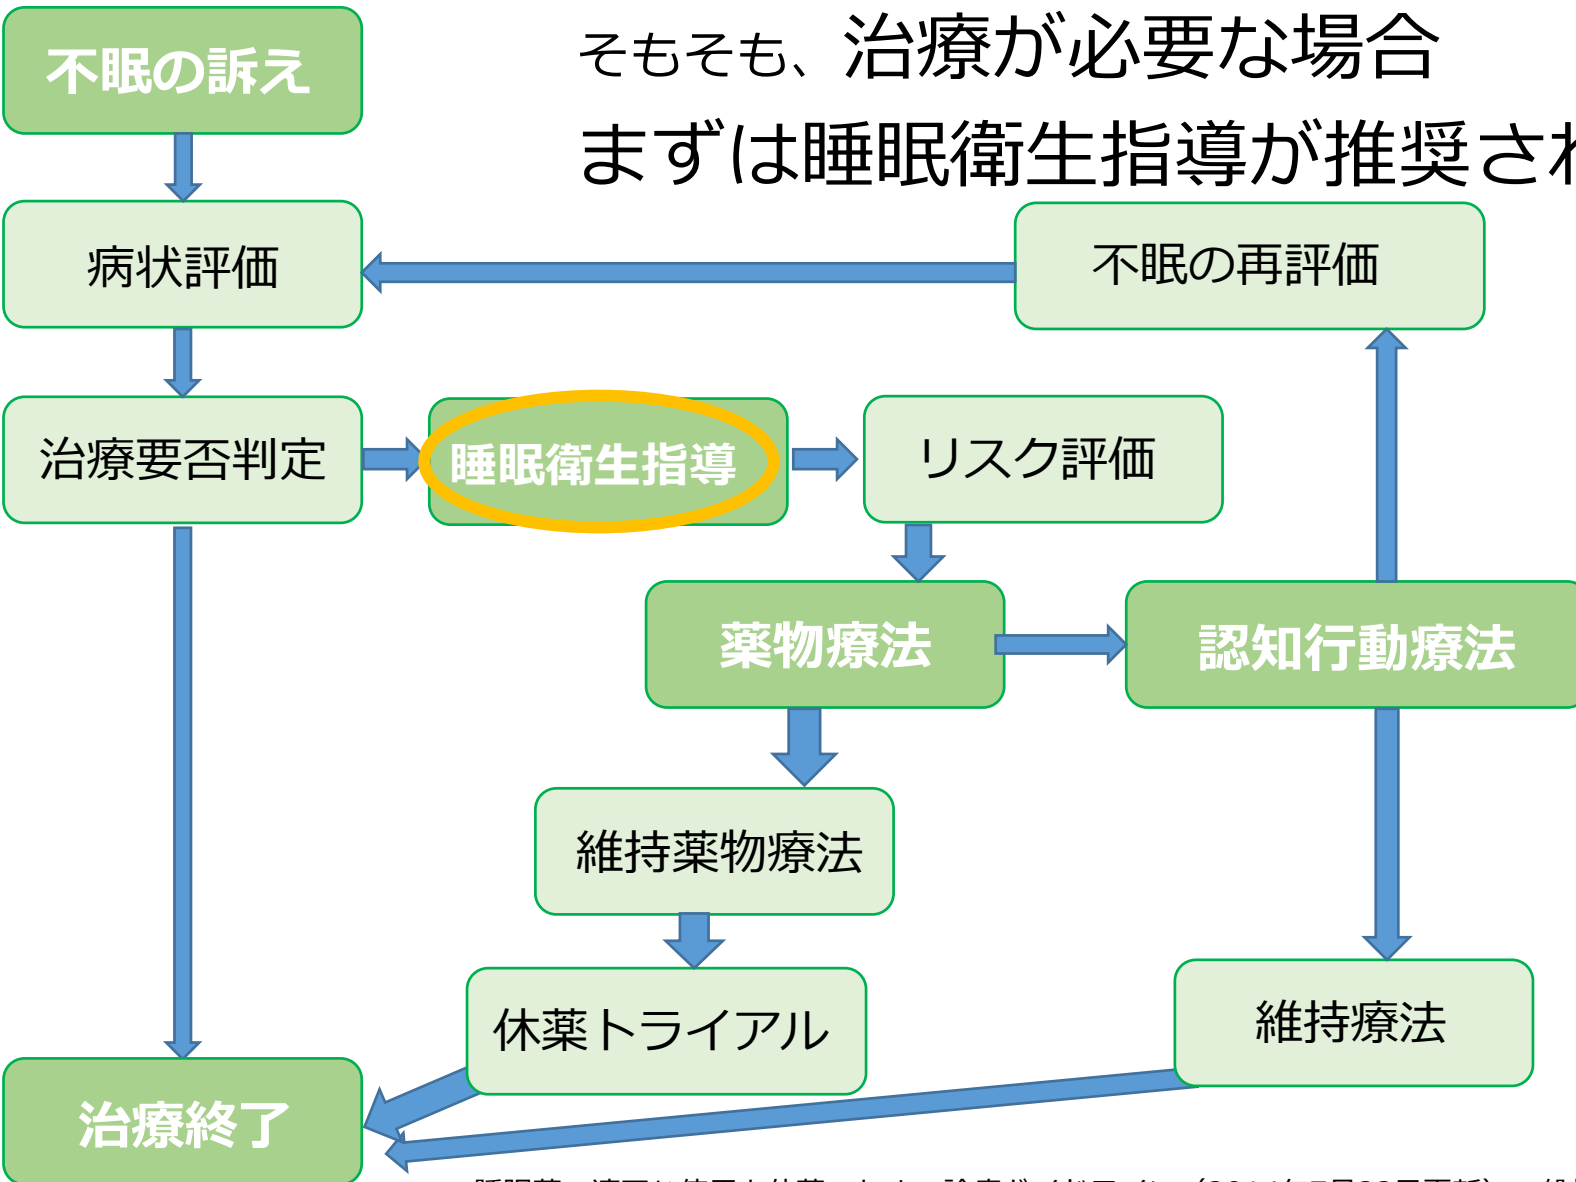 そもそも、治療が必要な場合
まずは睡眠衛生指導が推奨され
不眠の訴え
病状評価
不眠の再評価
治療要否判定
睡眠衛生指導
リスク評価
薬物療法
認知行動療法
維持薬物療法
休薬トライアル
維持療法
治療終了